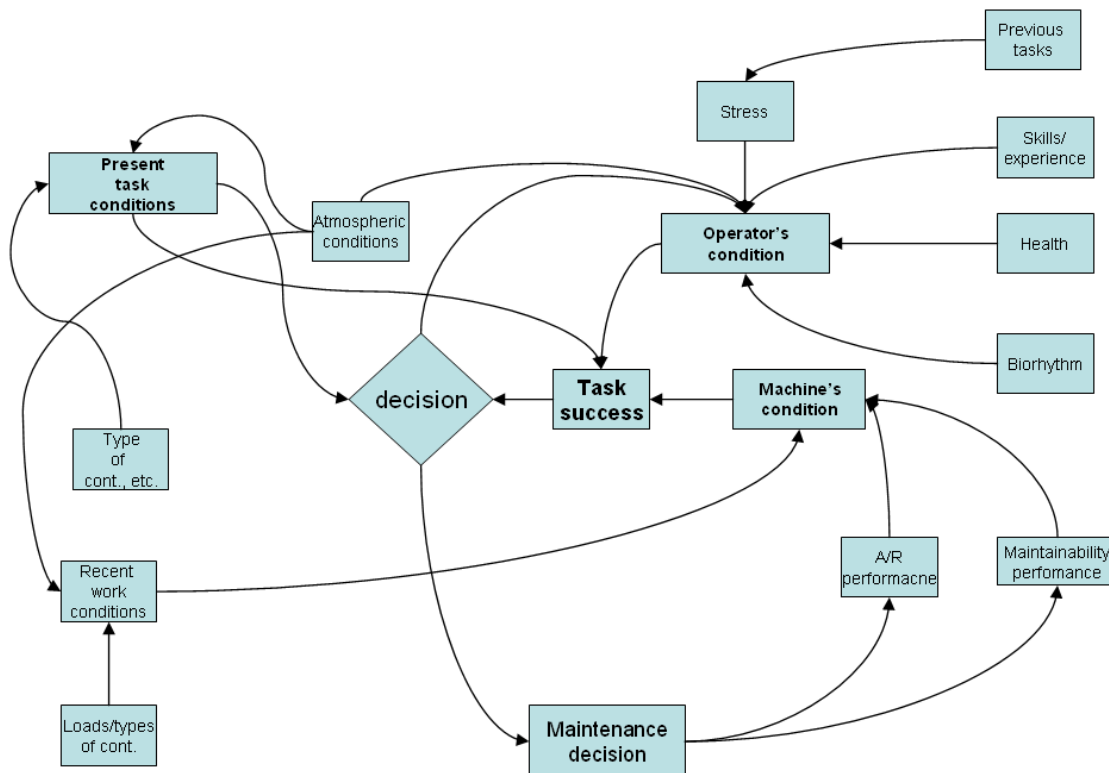 Previous
tasks
Stress
Skills/
experience
Present
task
conditions
Atmospheric
conditions
Operator's
condition
Health
Biorhythm
decision
Task
success
Machine's
condition
Type
of
cont., etc.
Recent
work
conditions
A/R
performacne
Maintainability
perfomance
Loads/types
of cont.
Maintenance
decision